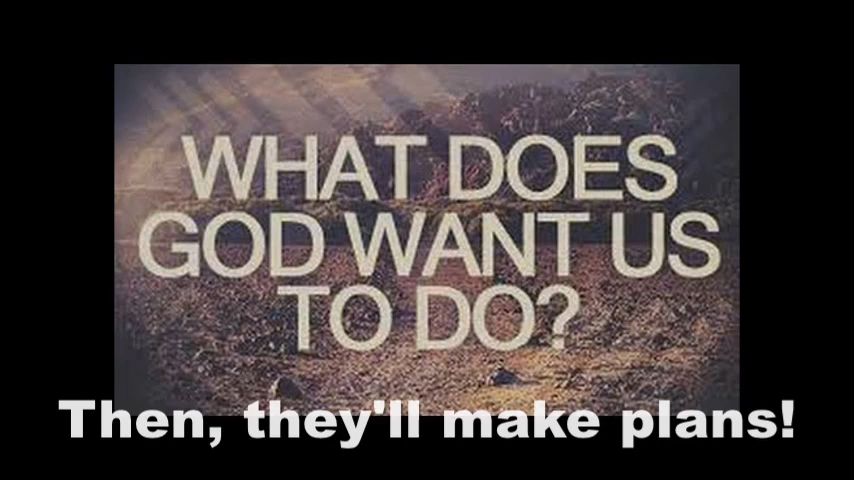 WHAT DOES
GOD WANT US
TO DO?
Then, they'll make plans!